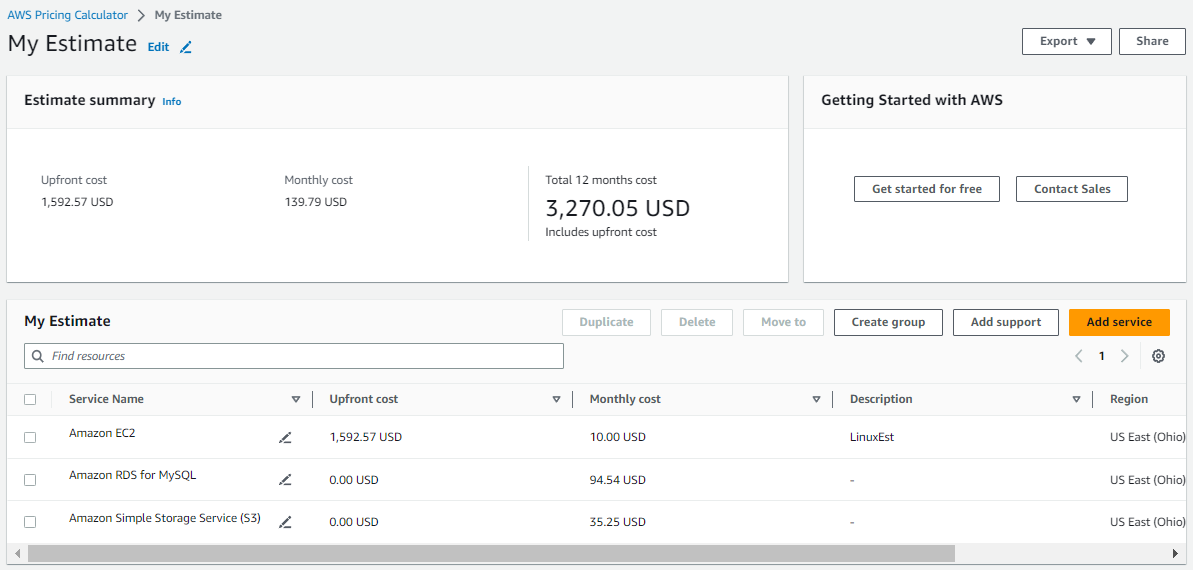 AWS Pricing Calculator > My Estimate
My Estimate Edit
Export Share
Estimate summary Info
Getting Started with AWS
Upfront cost Monthly cost Total 12 months cost
1,592.57 USD 139.79 USD 3,270.05 USD
Includes upfront cost
Get started for free Contact Sales
My Estimate
Duplicate Delete Move to Create group Add support Add service
Find resources
1
Service Name Upfront cost Monthly cost Description Region
Amazon EC2 1,592.57 USD 10.00 USD LinuxEst US East (Ohio)
Amazon RDS for MySQL 0.00 USD 94.54 USD - US East (Ohio)
Amazon Simple Storage Service (S3) 0.00 USD 35.25 USD - US East (Ohio)